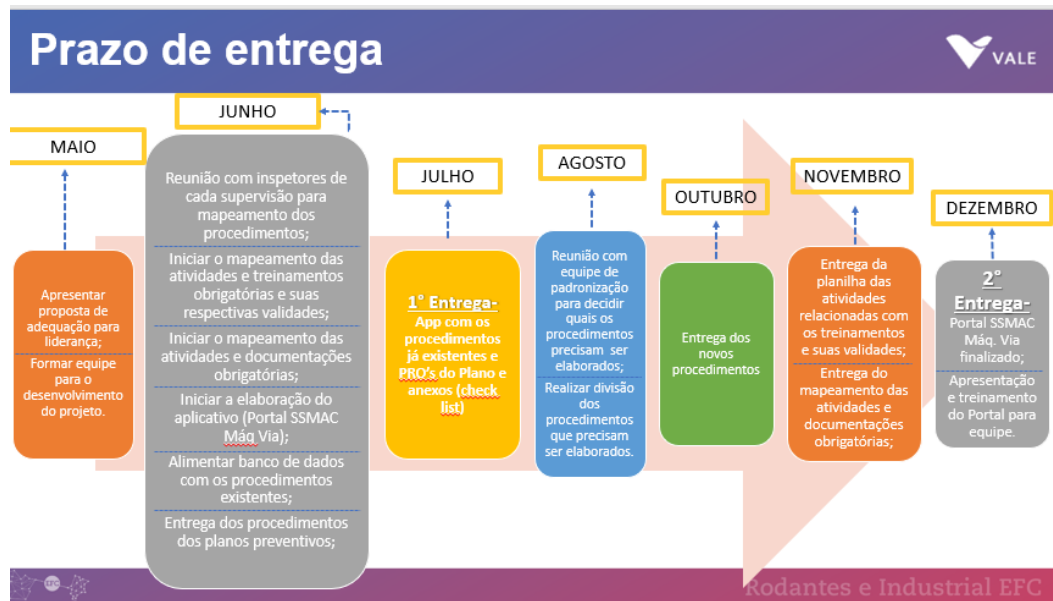 Prazo de entrega
VALE
MAIO
Apresentar
proposta de
adequação para
liderança;
Formar equipe
para o
desenvolvimento
do projeto.
JUNHO
Reunião com inspetores de
cada supervisão para
mapeamento dos
procedimentos;
Iniciar o mapeamento das
atividades e treinamentos
obrigatórias e suas
respectivas validades;
Iniciar o mapeamento das
atividades e documentações
obrigatórias;
Iniciar a elaboração do
aplicativo (Portal SSMAC
Máq Via);
Alimentar banco de dados
com os procedimentos
existentes;
Entrega dos procedimentos
dos planos preventivos;
JULHO
1° Entrega-
App com os
procedimentos
já existentes e
PRO's do Plano e
anexos (check
list)
AGOSTO
Reunião com
equipe de
padronização
para decidir
quais os
procedimentos
precisam ser
elaborados;
Realizar divisão
dos
procedimentos
que precisam
ser elaborados.
OUTUBRO
Entrega dos
novos
procedimentos
NOVEMBRO
Entrega da
planilha das
atividades
relacionadas com
os treinamentos
e suas validades;
Entrega do
mapeamento das
atividades e
documentações
obrigatórias;
DEZEMBRO
2°
Entrega-
Portal SSMAC
Máq. Via
finalizado;
Apresentação
e treinamento
do Portal para
equipe.
EFC
Rodantes e Industrial EFC